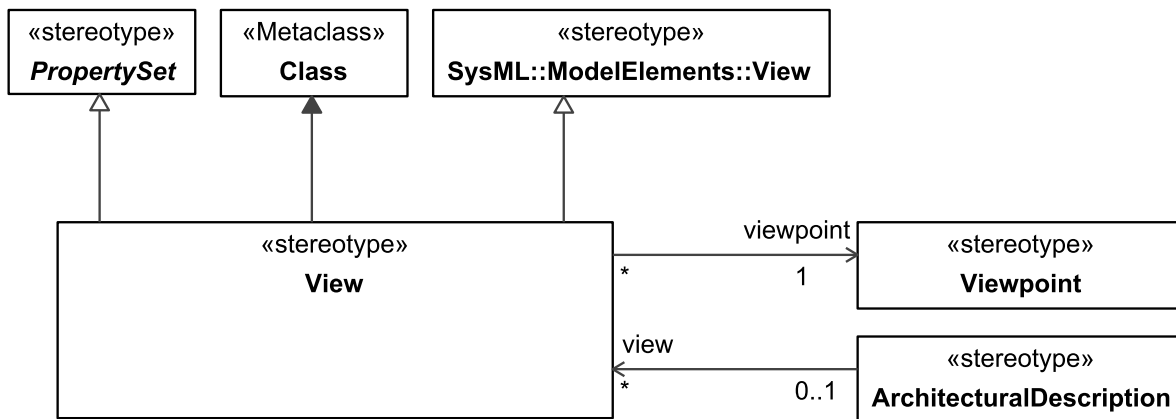 «stereotype»
PropertySet
«Metaclass»
Class
«stereotype»
SysML::ModelElements::View
«stereotype»
View
viewpoint
*
1
«stereotype»
Viewpoint
view
*
0..1
«stereotype»
ArchitecturalDescription